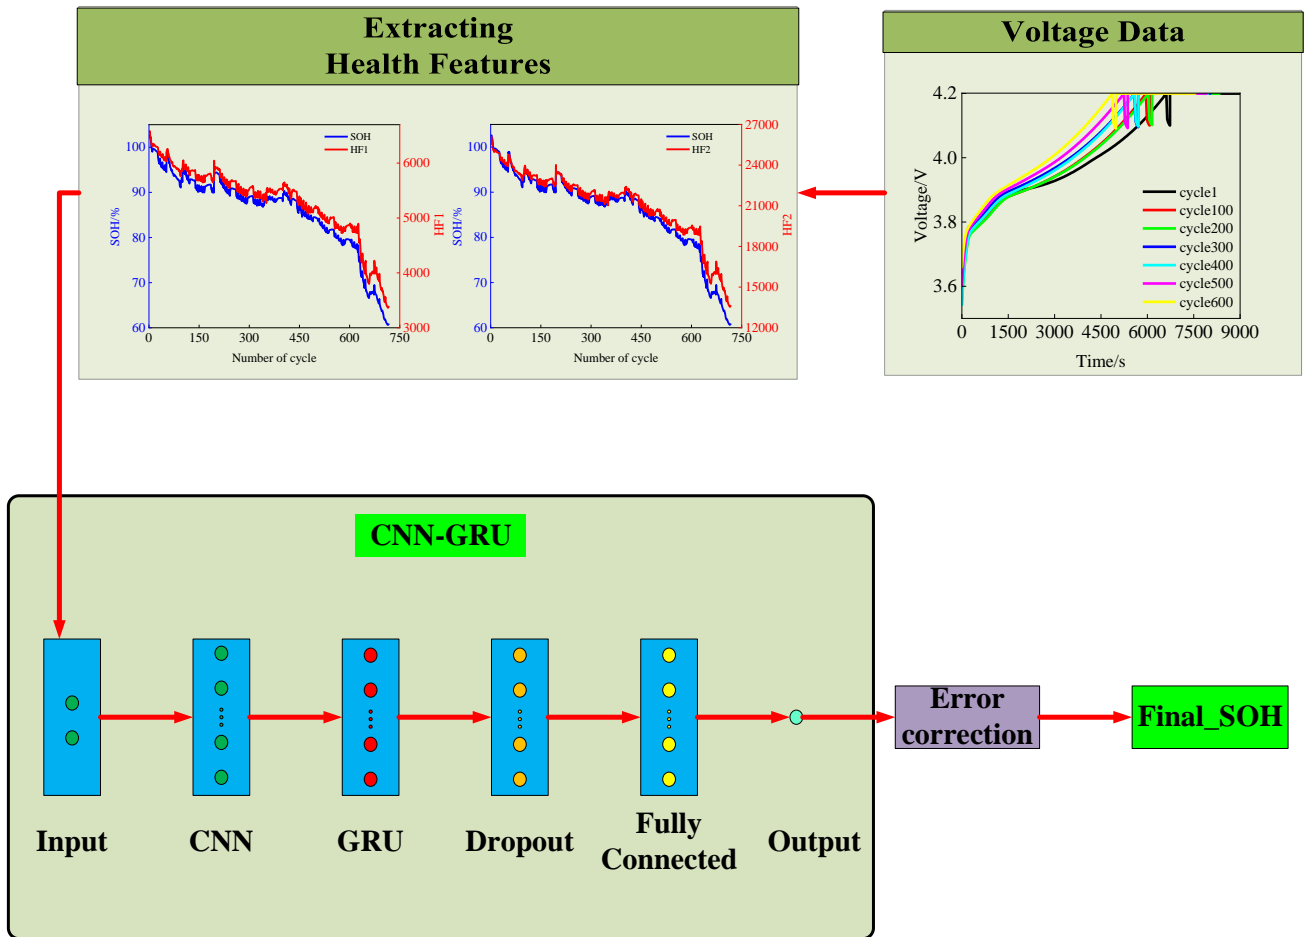 Extracting
Health Features
Voltage Data
SOH
HF1
100
90
80
70
60
SOH/%
6000
5000
4000
3000
HF1
0 150 300 450 600 750
Number of cycle
SOH
HF2
100
90
80
70
60
SOH/%
27000
24000
21000
18000
15000
12000
HF2
0 150 300 450 600 750
Number of cycle
4.2
4.0
3.8
3.6
Voltage/V
cycle1
cycle100
cycle200
cycle300
cycle400
cycle500
cycle600
0 1500 3000 4500 6000 7500 9000
Time/s
CNN-GRU
Input
CNN
GRU
Dropout
Fully
Connected
Output
Error
correction
Final_SOH